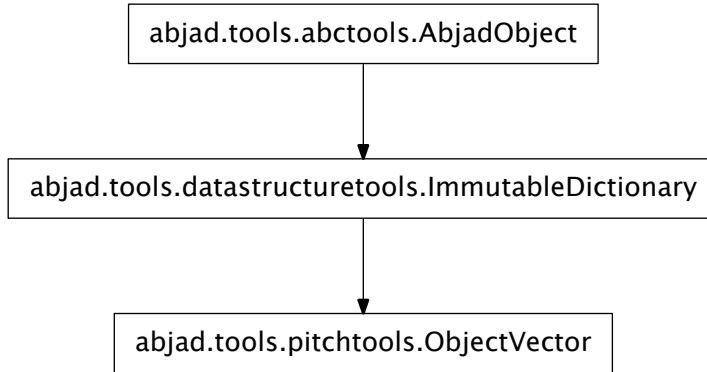 abjad.tools.abctools.AbjadObject
abjad.tools.datastructuretools.ImmutableDictionary
abjad.tools.pitchtools.ObjectVector